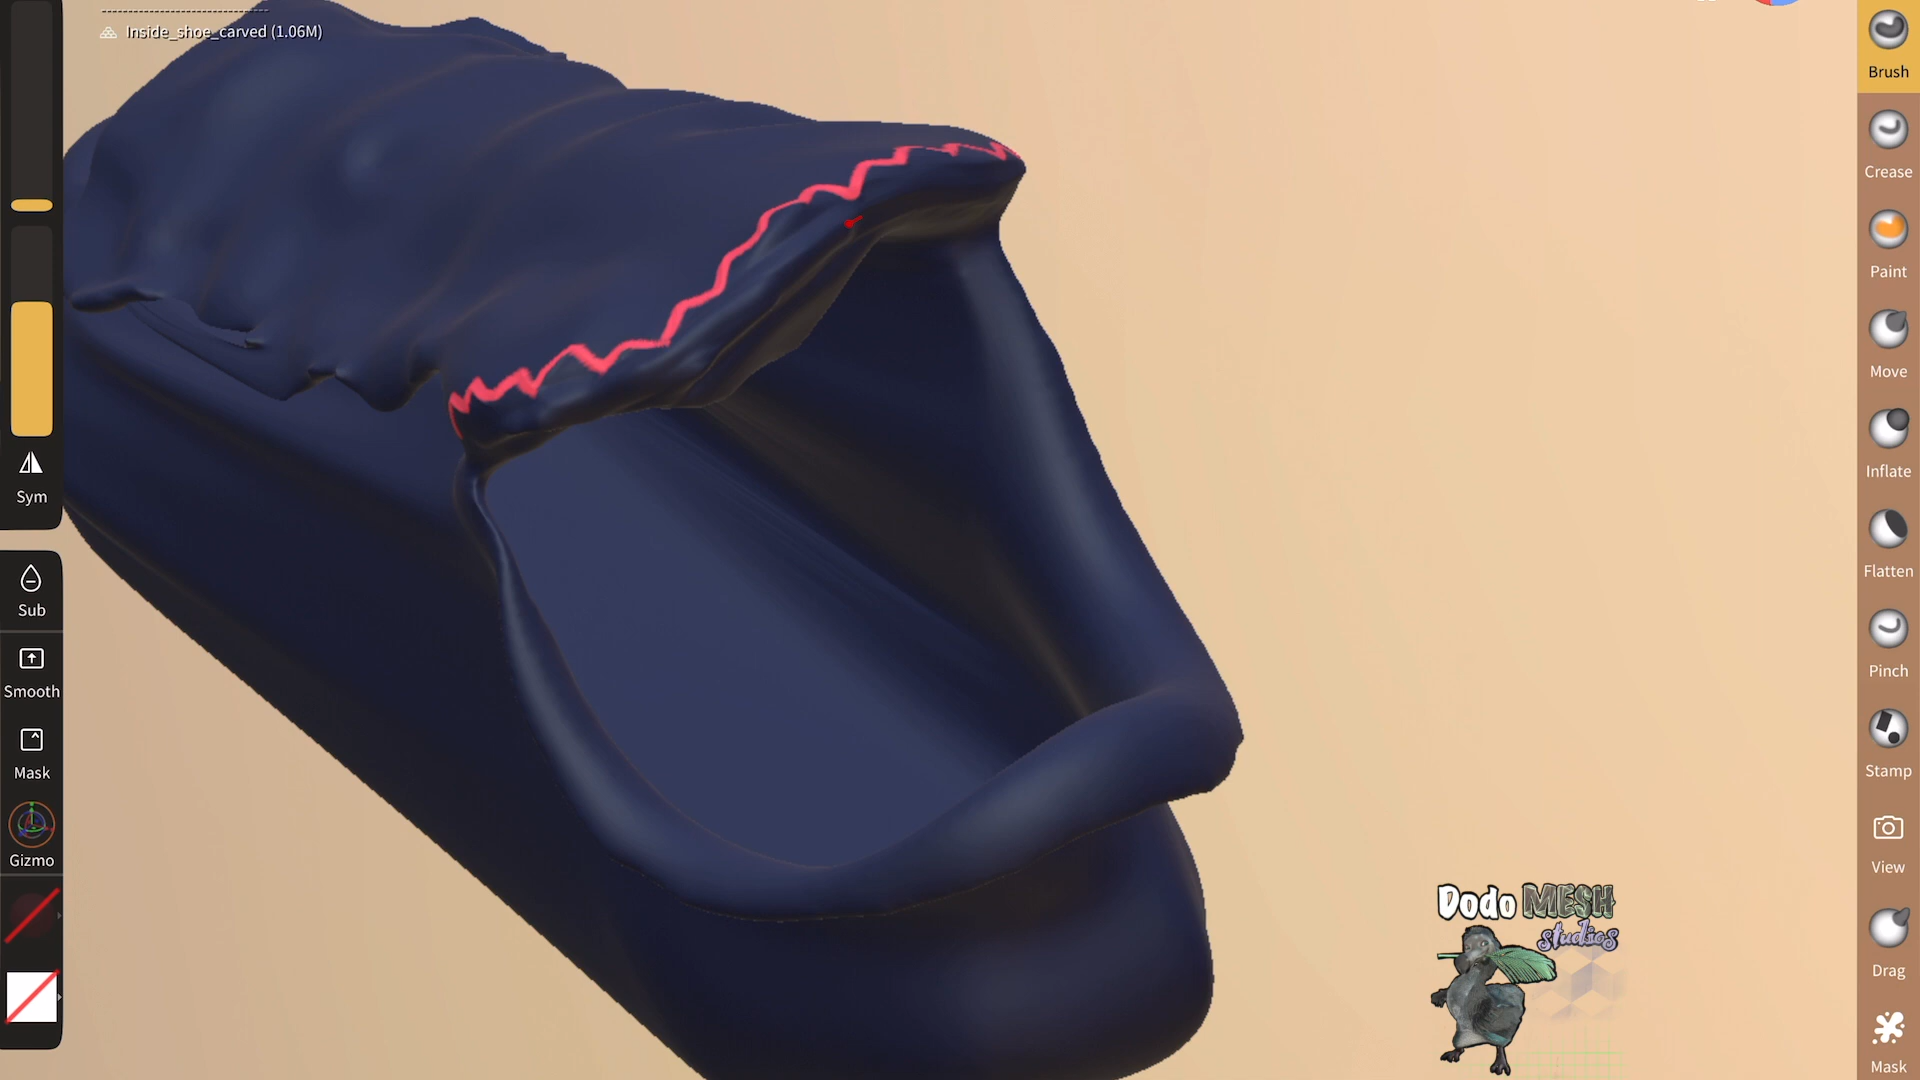 Inside_shoe_carved (1.06M)
Sym
Sub
Smooth
Mask
Gizmo
Brush
Crease
Paint
Move
Inflate
Flatten
Pinch
Stamp
View
Drag
Mask
Dodo MESH
studios